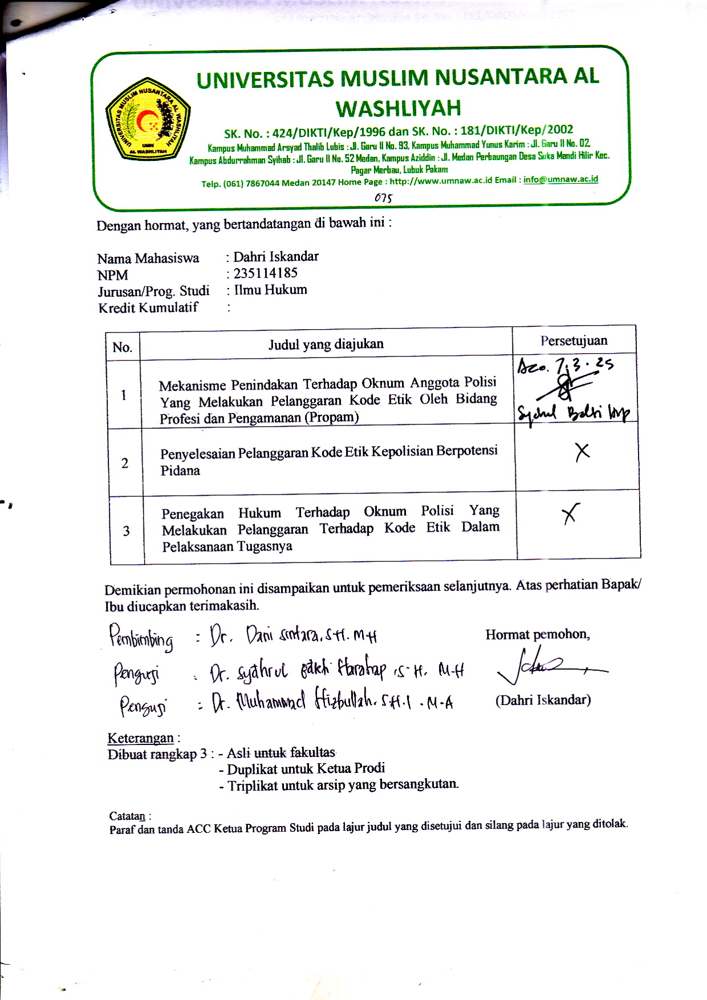 UNIVERSITAS MUSLIM NUSANTARA AL
WASHLIYAH
UNIVERSITAS MUSLIM NUSANTARA AL WASHLIYAH
UMN
AL WASHLIYAH
SK. No. : 424/DIKTI/Kep/1996 dan SK. No. : 181/DIKTI/Kep/2002
Kampus Muhammad Arsyad Thalib Lubis : Jl. Garu II No. 93, Kampus Muhammad Yunus Karim : Jl. Garu II No. 02,
Kampus Abdurrahman Syihab : Jl. Garu II No. 52 Medan, Kampus Aziddin : Jl. Medan Perbaungan Desa Suka Mandi Hilir Kec.
Pagar Merbau, Lubuk Pakam
Telp. (061) 7867044 Medan 20147 Home Page : http://www.umnaw.ac.id Email : info@umnaw.ac.id
075
Dengan hormat, yang bertandatangan di bawah ini :
Nama Mahasiswa : Dahri Iskandar
NPM : 235114185
Jurusan/Prog. Studi : Ilmu Hukum
Kredit Kumulatif :
No. Judul yang diajukan Persetujuan
Acc. 7.3.25
1 Mekanisme Penindakan Terhadap Oknum Anggota Polisi
Yang Melakukan Pelanggaran Kode Etik Oleh Bidang
Profesi dan Pengamanan (Propam)
2 Penyelesaian Pelanggaran Kode Etik Kepolisian Berpotensi
Pidana
X
3 Penegakan Hukum Terhadap Oknum Polisi Yang
Melakukan Pelanggaran Terhadap Kode Etik Dalam
Pelaksanaan Tugasnya
X
Demikian permohonan ini disampaikan untuk pemeriksaan selanjutnya. Atas perhatian Bapak/
Ibu diucapkan terimakasih.
Pembimbing : Dr. Dani Sintara, S.H. M.H
Penguji : Dr. Syahrul Bakti Harahap, S.H. M.H
Penguji : Dr. Muhammad Hizbullah, S.H.I. M.A
Hormat pemohon,
(Dahri Iskandar)
Keterangan :
Dibuat rangkap 3 : - Asli untuk fakultas
- Duplikat untuk Ketua Prodi
- Triplikat untuk arsip yang bersangkutan.
Catatan :
Paraf dan tanda ACC Ketua Program Studi pada lajur judul yang disetujui dan silang pada lajur yang ditolak.